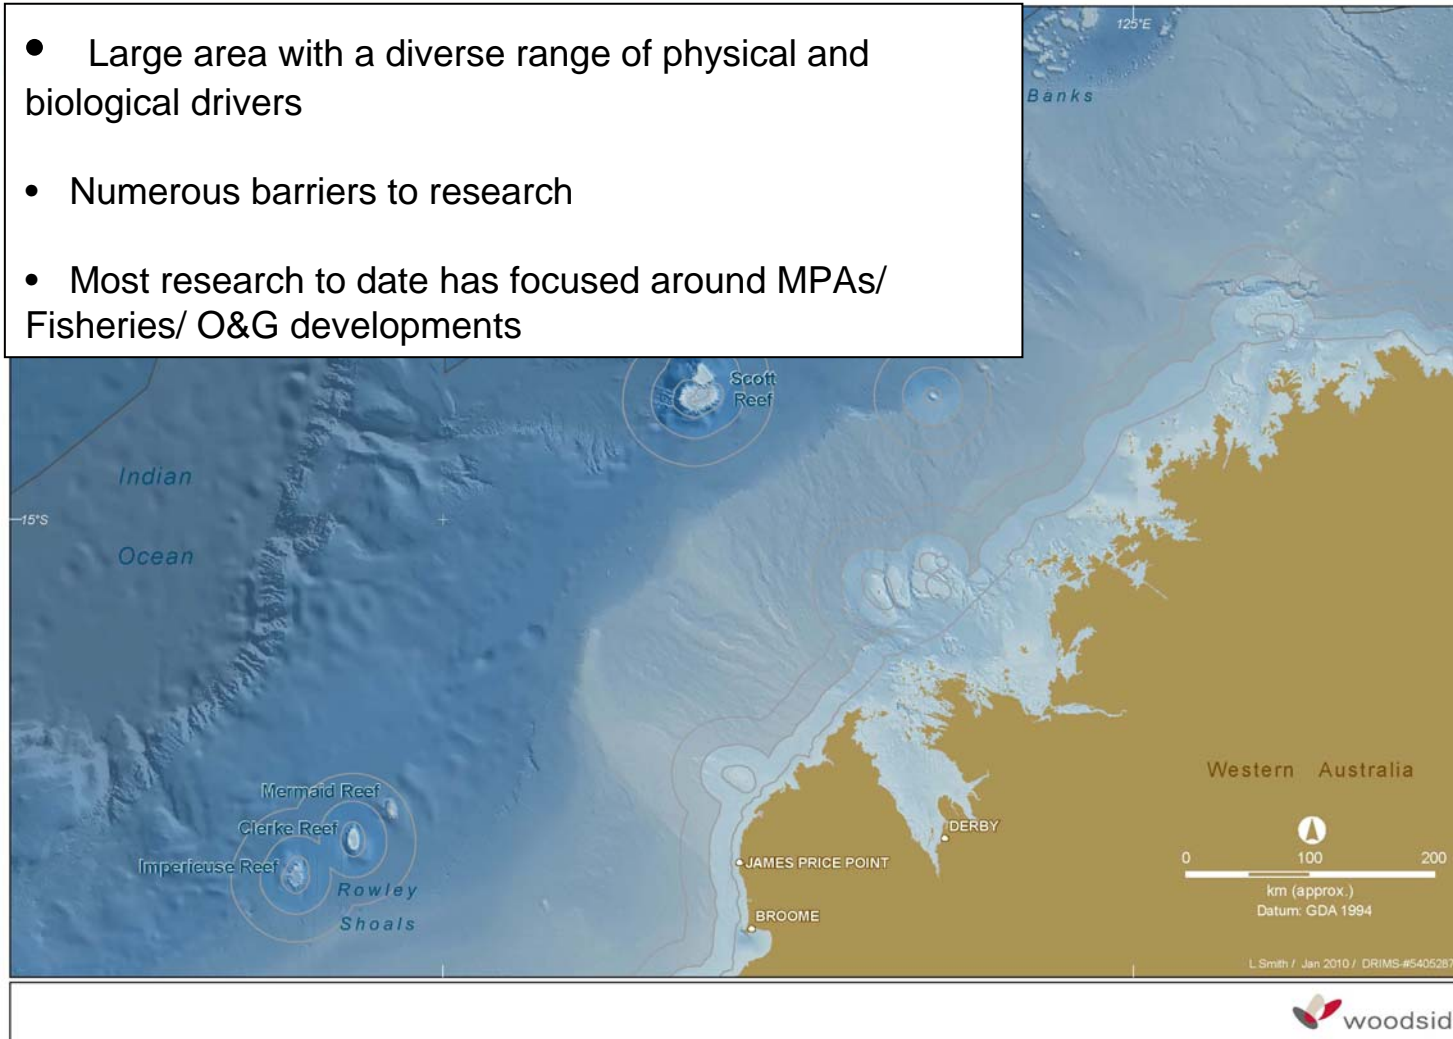 • Large area with a diverse range of physical and
biological drivers
• Numerous barriers to research
• Most research to date has focused around MPAs/
Fisheries/ O&G developments
125°E
Banks
Scott
Reef
Indian
15°S
Ocean
Western Australia
Mermaid Reef
Clerke Reef
DERBY
Imperieuse Reef
JAMES PRICE POINT
0 100 200
km (approx.)
Datum: GDA 1994
Rowley
Shoals
BROOME
L Smith / Jan 2010 / DRIMS-#5405287
woodsid